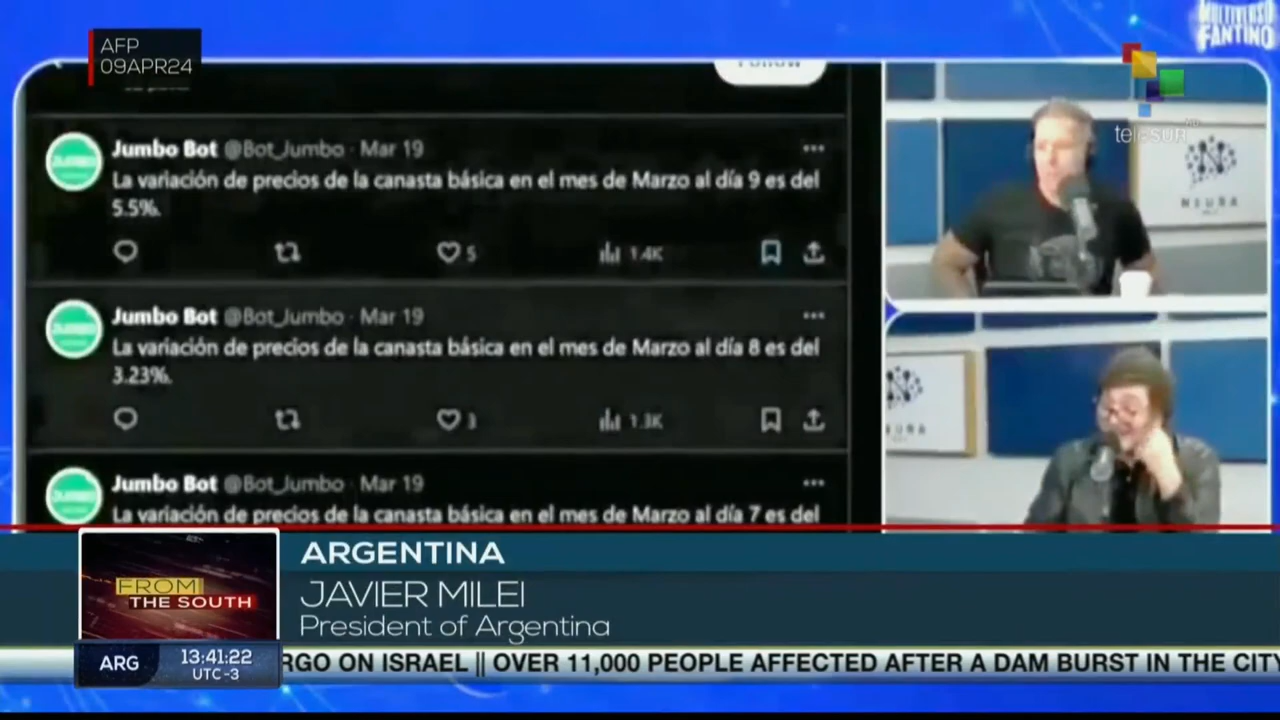 MULTIVERSO
FANTINO
AFP
09APR24
teleSUR HD
Follow
Jumbo Bot @Bot_Jumbo · Mar 19
La variación de precios de la canasta básica en el mes de Marzo al día 9 es del
5.5%.
5
1.4K
NEURA
Jumbo Bot @Bot_Jumbo · Mar 19
La variación de precios de la canasta básica en el mes de Marzo al día 8 es del
3.23%.
3
1.3K
Jumbo Bot @Bot_Jumbo · Mar 19
La variación de precios de la canasta básica en el mes de Marzo al día 7 es del
ARGENTINA
JAVIER MILEI
President of Argentina
FROM
THE SOUTH
ARG
13:41:22
UTC-3
RGO ON ISRAEL || OVER 11,000 PEOPLE AFFECTED AFTER A DAM BURST IN THE CITY